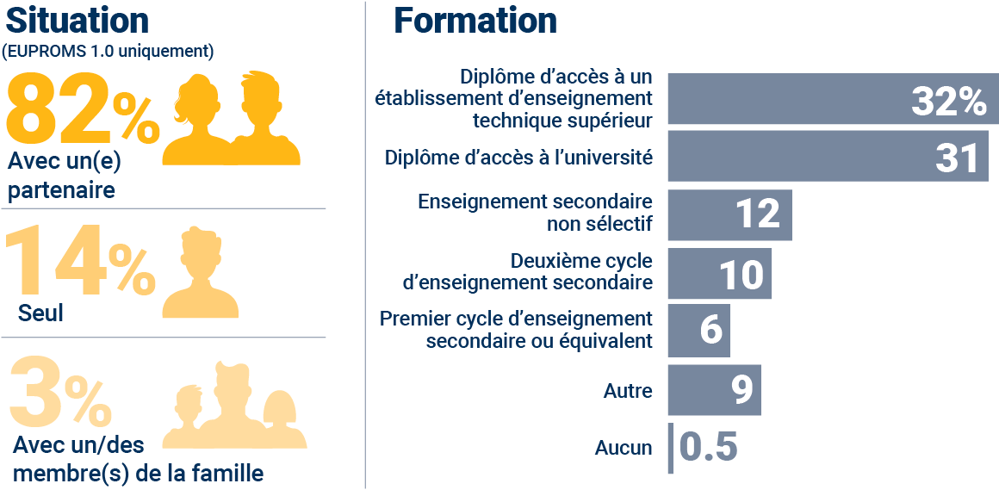 Situation
(EUPROMS 1.0 uniquement)
82%
Avec un(e)
partenaire
14%
Seul
3%
Avec un/des
membre(s) de la famille
Formation
Diplôme d’accès à un
établissement d’enseignement
technique supérieur
32%
Diplôme d’accès à l’université
31
Enseignement secondaire
non sélectif
12
Deuxième cycle
d’enseignement secondaire
10
Premier cycle d’enseignement
secondaire ou équivalent
6
Autre
9
Aucun
0.5